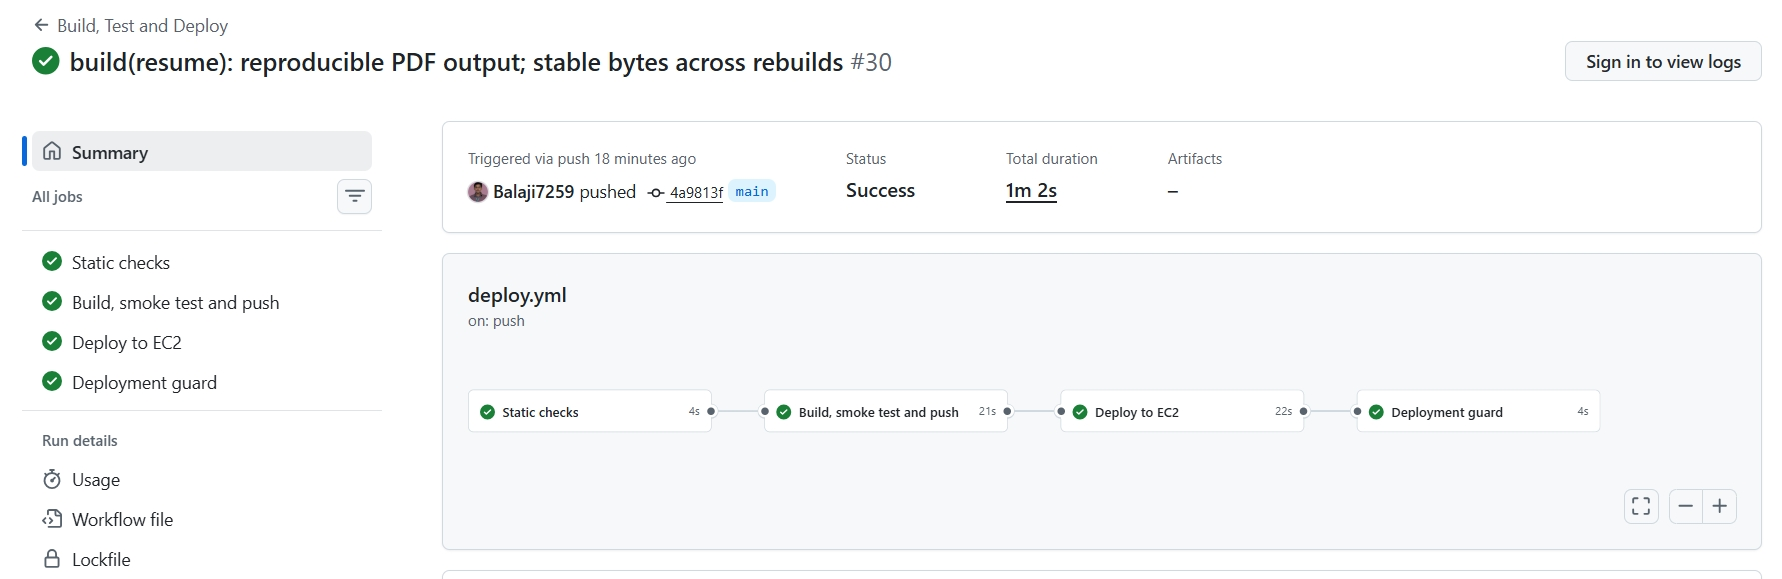 Build, Test and Deploy
build(resume): reproducible PDF output; stable bytes across rebuilds #30
Sign in to view logs
Summary
All jobs
Static checks
Build, smoke test and push
Deploy to EC2
Deployment guard
Run details
Usage
Workflow file
Lockfile
Triggered via push 18 minutes ago
Balaji7259 pushed 4a9813f main
Status
Success
Total duration
1m 2s
Artifacts
–
deploy.yml
on: push
Static checks 4s
Build, smoke test and push 21s
Deploy to EC2 22s
Deployment guard 4s